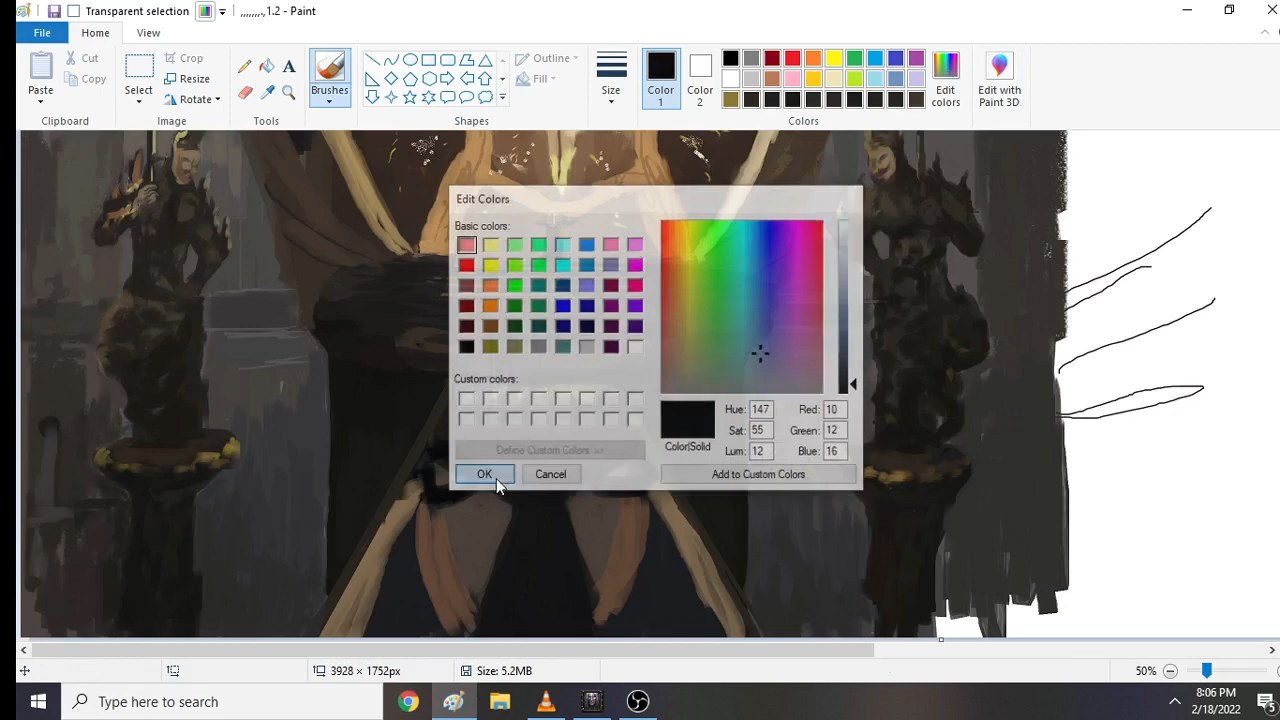 Transparent selection ,,,,,,,,.,1.2 - Paint
File Home View
Paste
Cut
Copy
Clipboard
Select
Crop
Resize
Rotate
Image
A
Tools
Brushes
Outline
Fill
Shapes
Size
Color 1
Color 2
Edit colors
Colors
Edit with Paint 3D
Edit Colors
Basic colors:
Custom colors:
Define Custom Colors >>
OK Cancel
Color|Solid
Hue: 147 Red: 10
Sat: 55 Green: 12
Lum: 12 Blue: 16
Add to Custom Colors
3928 × 1752px Size: 5.2MB 50%
Type here to search
8:06 PM
2/18/2022
5